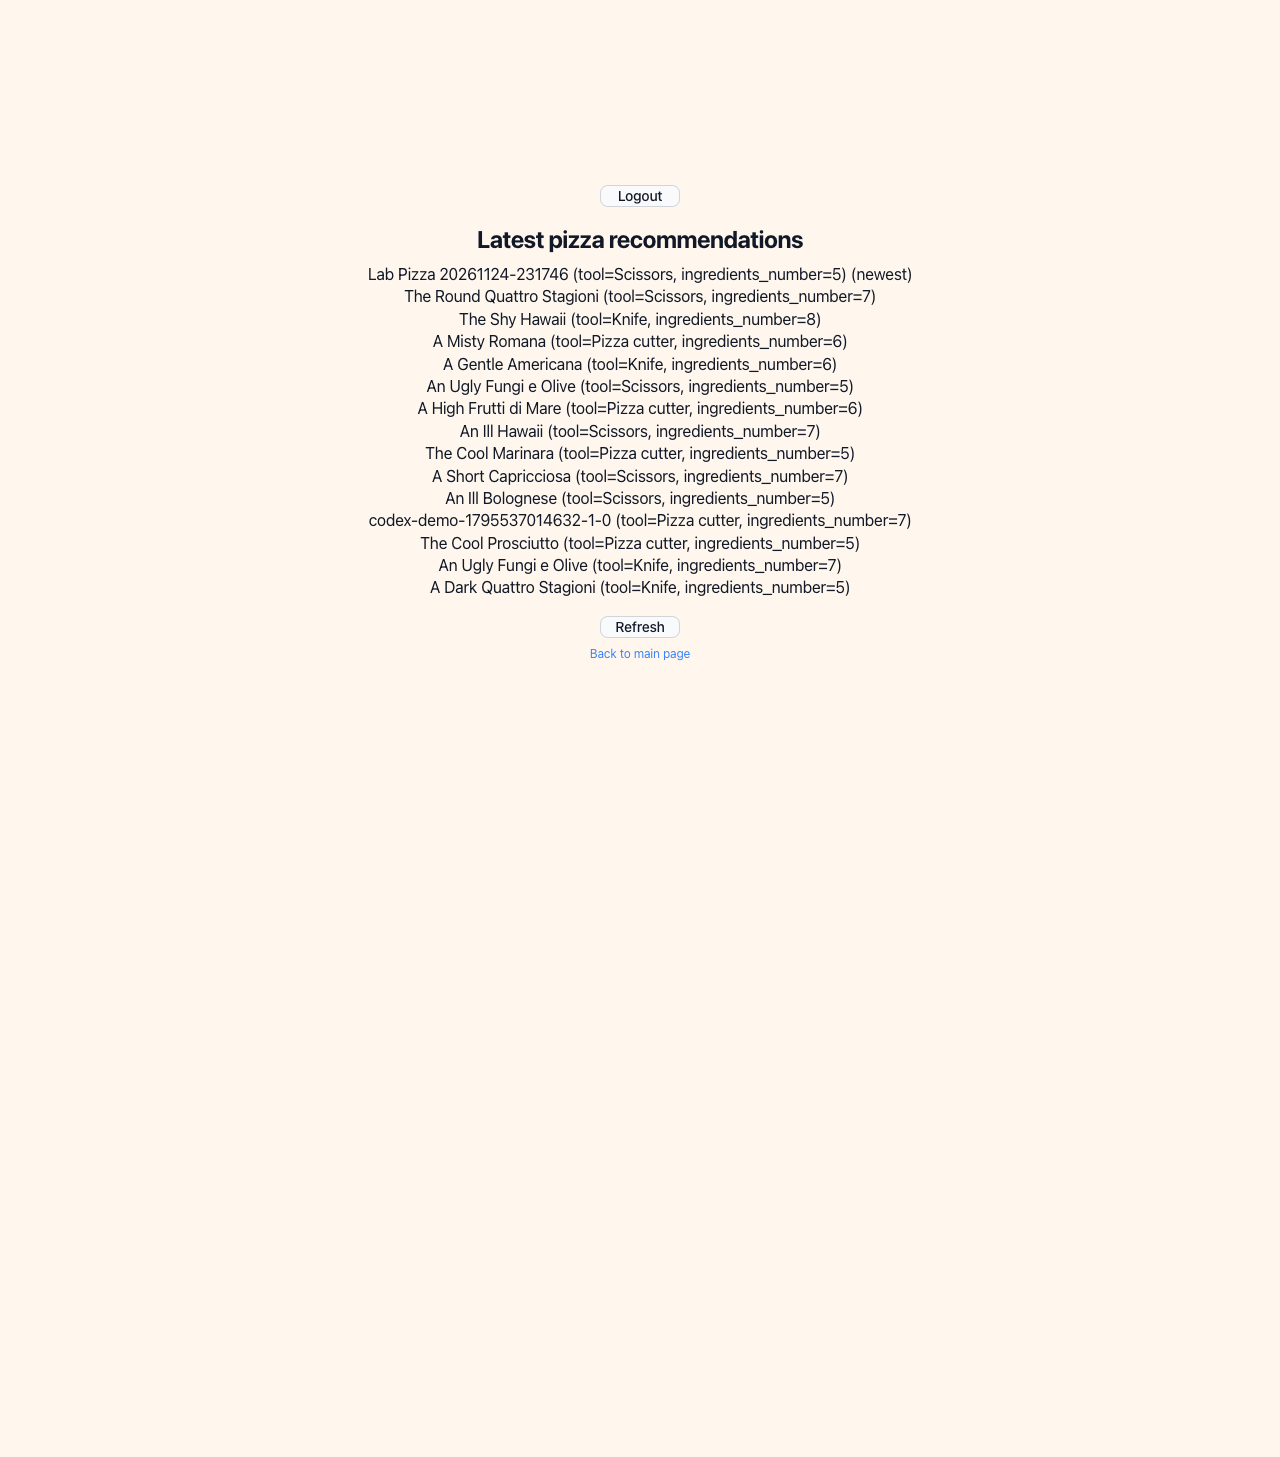 Logout
Latest pizza recommendations
Lab Pizza 20261124-231746 (tool=Scissors, ingredients_number=5) (newest)
The Round Quattro Stagioni (tool=Scissors, ingredients_number=7)
The Shy Hawaii (tool=Knife, ingredients_number=8)
A Misty Romana (tool=Pizza cutter, ingredients_number=6)
A Gentle Americana (tool=Knife, ingredients_number=6)
An Ugly Fungi e Olive (tool=Scissors, ingredients_number=5)
A High Frutti di Mare (tool=Pizza cutter, ingredients_number=6)
An Ill Hawaii (tool=Scissors, ingredients_number=7)
The Cool Marinara (tool=Pizza cutter, ingredients_number=5)
A Short Capricciosa (tool=Scissors, ingredients_number=7)
An Ill Bolognese (tool=Scissors, ingredients_number=5)
codex-demo-1795537014632-1-0 (tool=Pizza cutter, ingredients_number=7)
The Cool Prosciutto (tool=Pizza cutter, ingredients_number=5)
An Ugly Fungi e Olive (tool=Knife, ingredients_number=7)
A Dark Quattro Stagioni (tool=Knife, ingredients_number=5)
Refresh
Back to main page